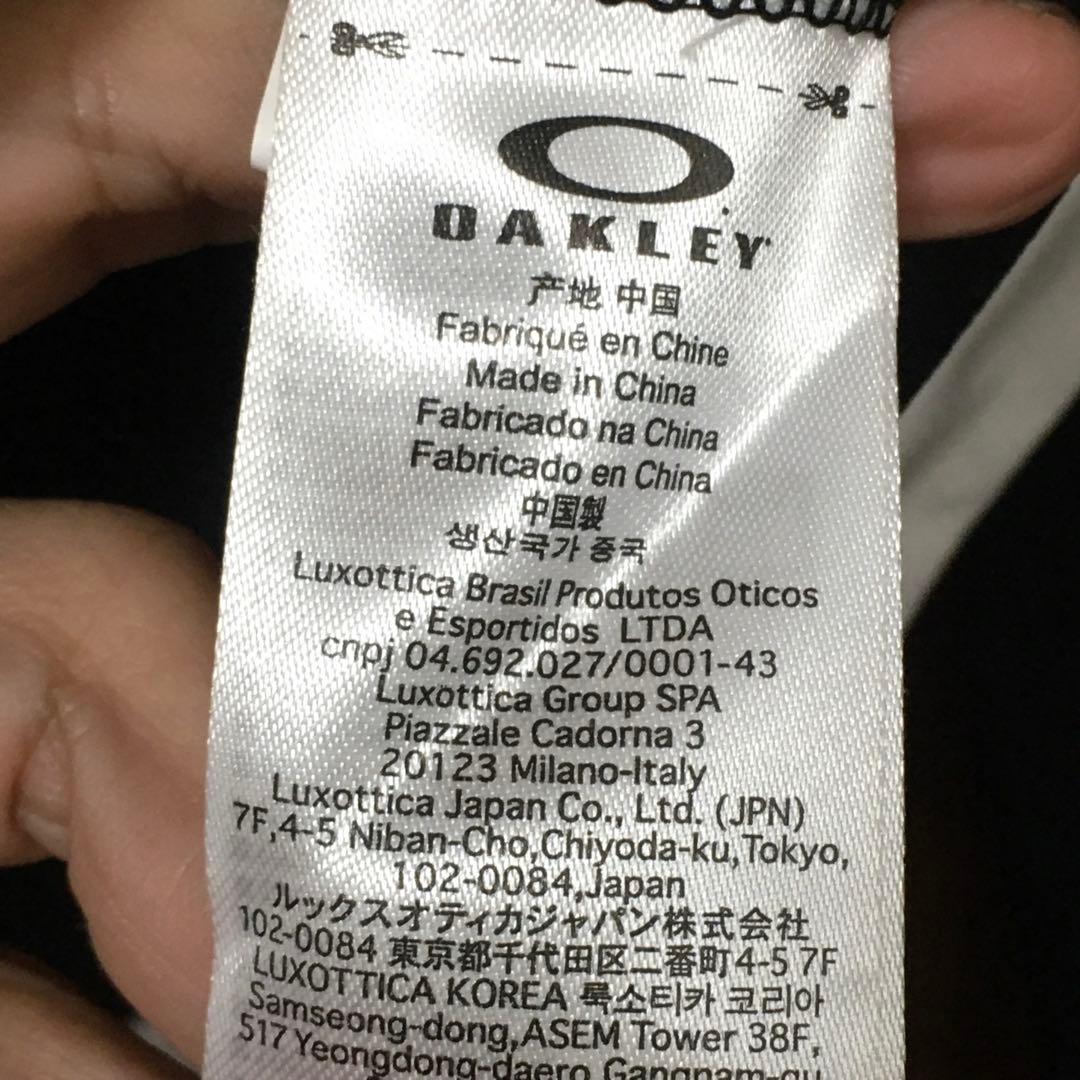 OAKLEY
产地 中国
Fabriqué en Chine
Made in China
Fabricado na China
Fabricado en China
中国製
생산국가 중국
Luxottica Brasil Produtos Oticos
e Esportidos LTDA
cnpj 04.692.027/0001-43
Luxottica Group SPA
Piazzale Cadorna 3
20123 Milano-Italy
Luxottica Japan Co., Ltd. (JPN)
7F,4-5 Niban-Cho,Chiyoda-ku,Tokyo,
102-0084,Japan
ルックスオティカジャパン株式会社
102-0084 東京都千代田区二番町4-5 7F
LUXOTTICA KOREA 룩소티카 코리아
Samseong-dong,ASEM Tower 38F,
517 Yeongdong-daero Gangnam-gu